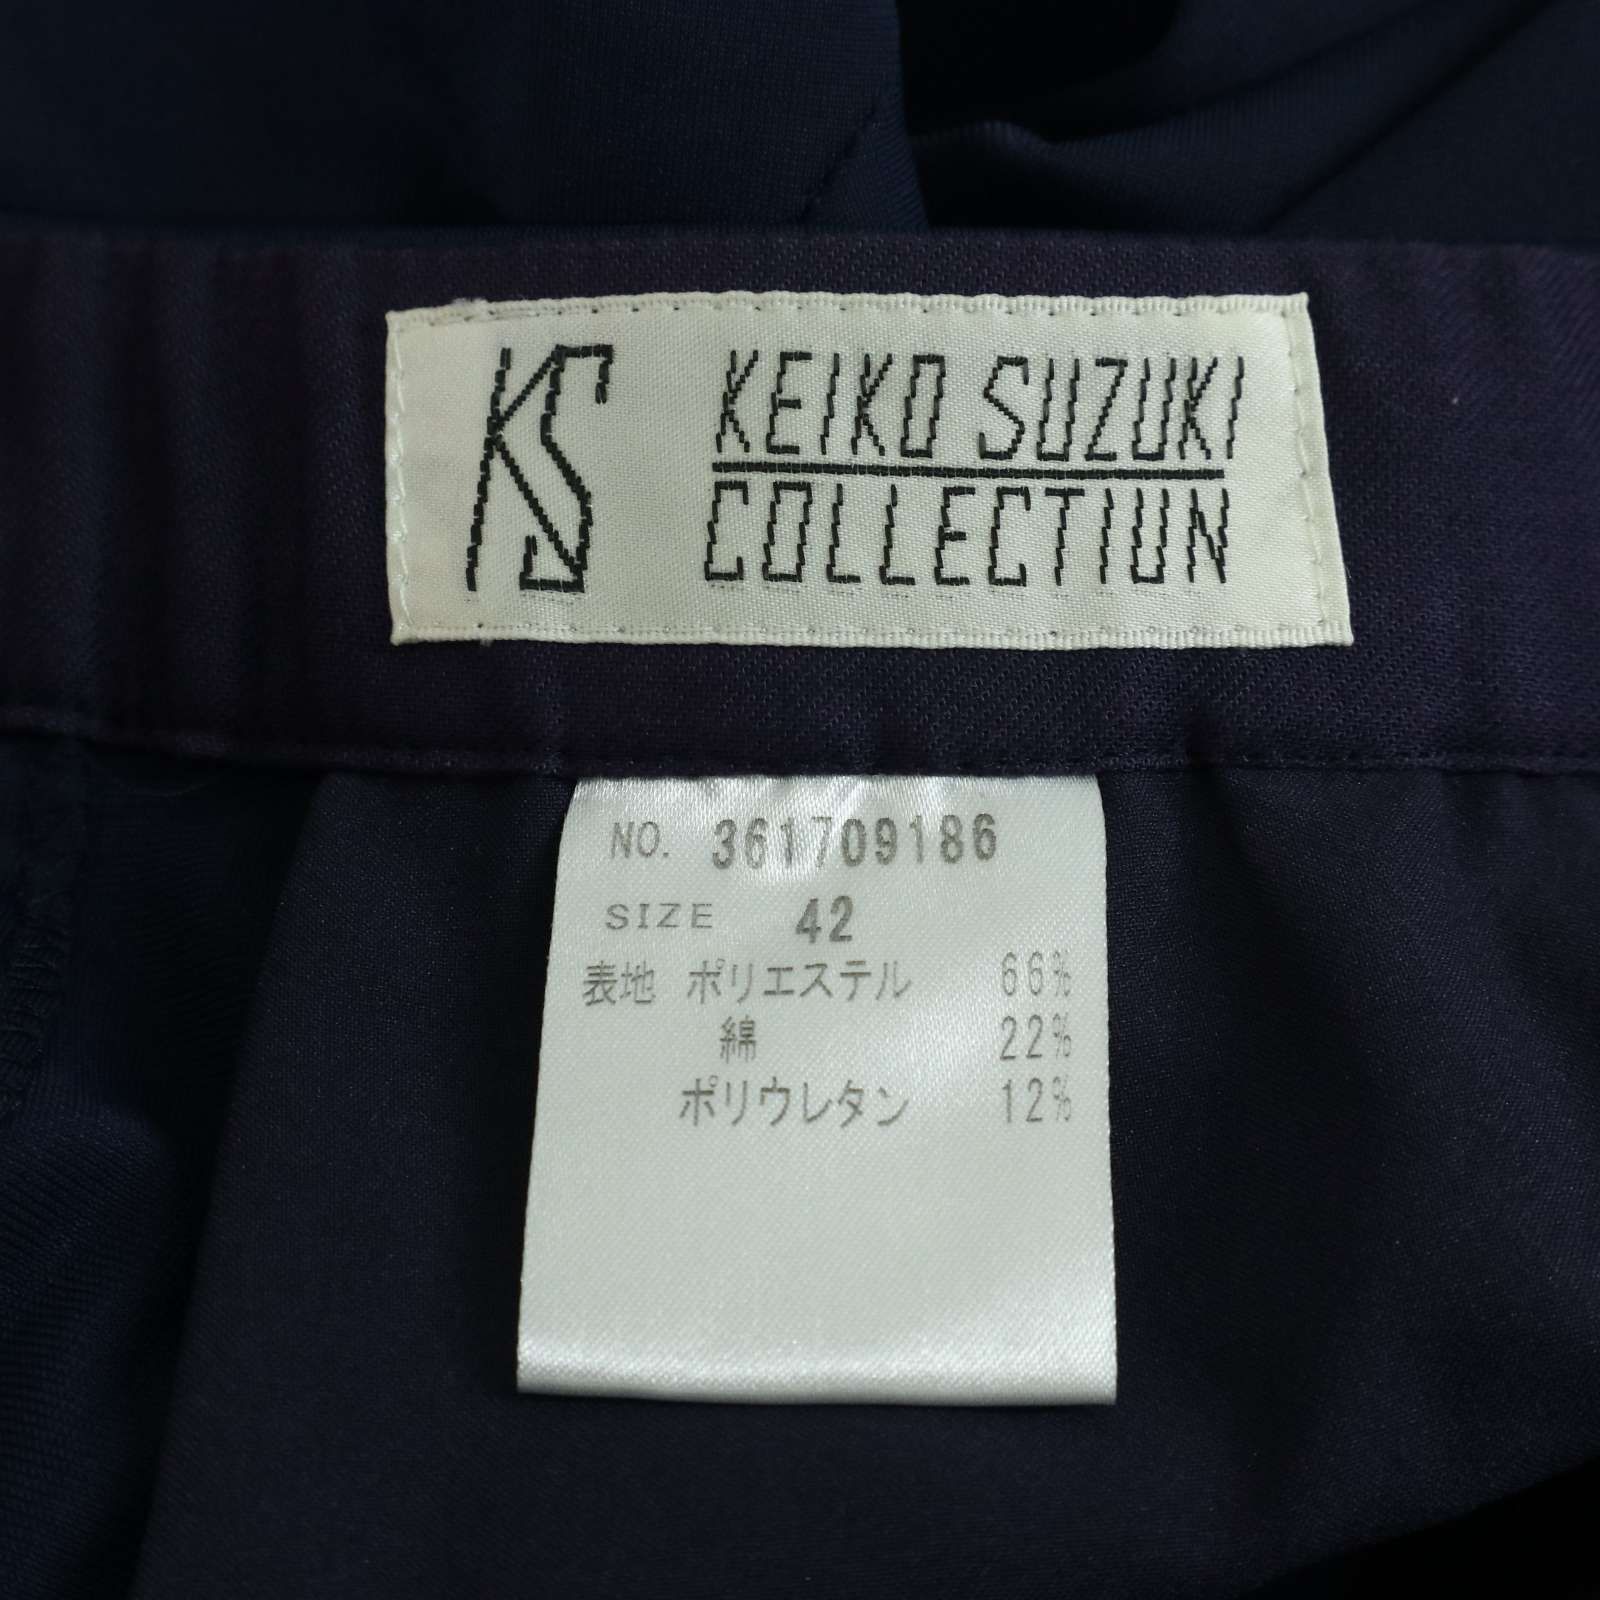 KS
KEIKO SUZUKI
COLLECTION
NO. 361709186
SIZE 42
表地 ポリエステル 66%
綿 22%
ポリウレタン 12%